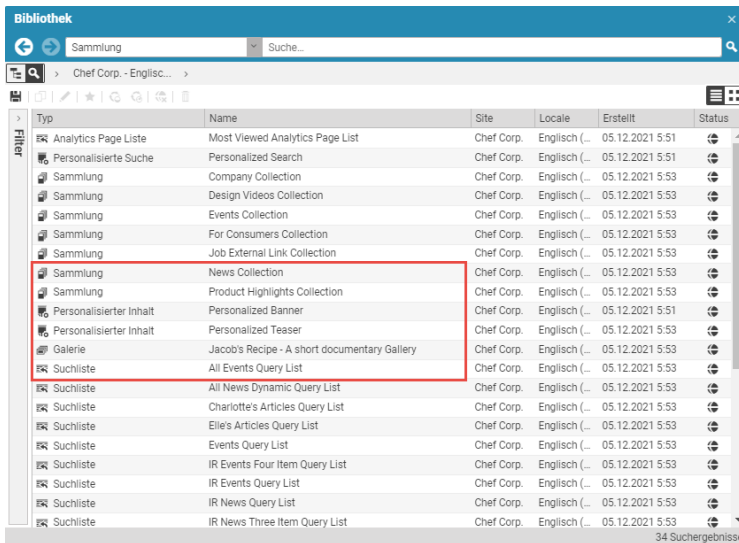 Bibliothek
Sammlung Suche...
Chef Corp. - Englisc...
Filter
Typ Name Site Locale Erstellt Status
Analytics Page Liste Most Viewed Analytics Page List Chef Corp. Englisch (... 05.12.2021 5:51
Personalisierte Suche Personalized Search Chef Corp. Englisch (... 05.12.2021 5:51
Sammlung Company Collection Chef Corp. Englisch (... 05.12.2021 5:53
Sammlung Design Videos Collection Chef Corp. Englisch (... 05.12.2021 5:53
Sammlung Events Collection Chef Corp. Englisch (... 05.12.2021 5:53
Sammlung For Consumers Collection Chef Corp. Englisch (... 05.12.2021 5:53
Sammlung Job External Link Collection Chef Corp. Englisch (... 05.12.2021 5:53
Sammlung News Collection Chef Corp. Englisch (... 05.12.2021 5:53
Sammlung Product Highlights Collection Chef Corp. Englisch (... 05.12.2021 5:53
Personalisierter Inhalt Personalized Banner Chef Corp. Englisch (... 05.12.2021 5:51
Personalisierter Inhalt Personalized Teaser Chef Corp. Englisch (... 05.12.2021 5:53
Galerie Jacob's Recipe - A short documentary Gallery Chef Corp. Englisch (... 05.12.2021 5:53
Suchliste All Events Query List Chef Corp. Englisch (... 05.12.2021 5:53
Suchliste All News Dynamic Query List Chef Corp. Englisch (... 05.12.2021 5:53
Suchliste Charlotte's Articles Query List Chef Corp. Englisch (... 05.12.2021 5:53
Suchliste Elle's Articles Query List Chef Corp. Englisch (... 05.12.2021 5:53
Suchliste Events Query List Chef Corp. Englisch (... 05.12.2021 5:53
Suchliste IR Events Four Item Query List Chef Corp. Englisch (... 05.12.2021 5:53
Suchliste IR Events Query List Chef Corp. Englisch (... 05.12.2021 5:53
Suchliste IR News Query List Chef Corp. Englisch (... 05.12.2021 5:53
Suchliste IR News Three Item Query List Chef Corp. Englisch (... 05.12.2021 5:53
34 Suchergebnisse